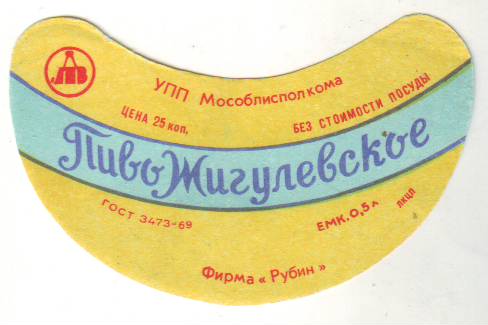 ЛВВ
УПП Мособлисполкома
ЦЕНА 25 коп,
БЕЗ СТОИМОСТИ ПОСУДЫ
Пиво Жигулевское
ГОСТ 3473-69
ЕМК. 0,5 л
ЛКЦП
Фирма «Рубин»